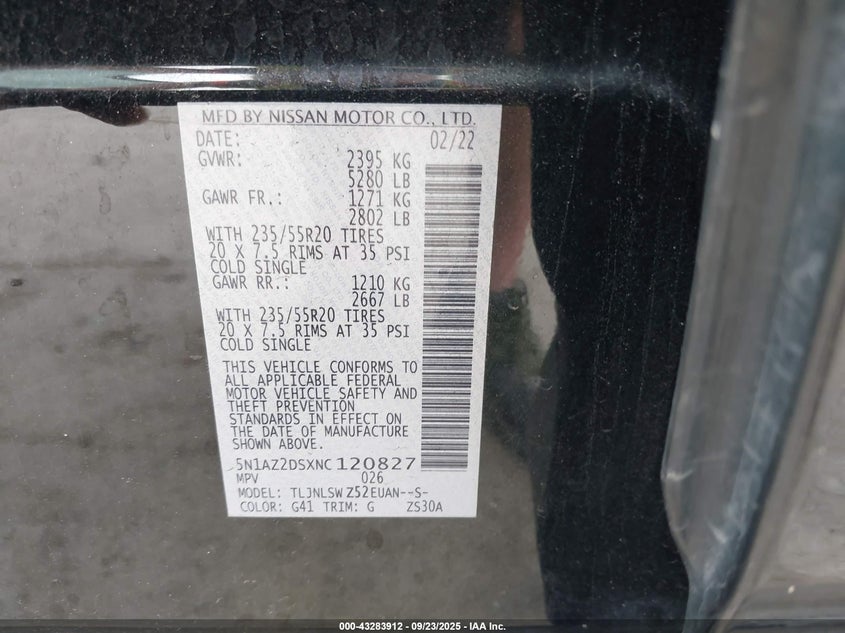 MFD BY NISSAN MOTOR CO., LTD.
DATE: 02/22
GVWR: 2395 KG
5280 LB
GAWR FR.: 1271 KG
2802 LB
WITH 235/55R20 TIRES
20 X 7.5 RIMS AT 35 PSI
COLD SINGLE
GAWR RR.: 1210 KG
2667 LB
WITH 235/55R20 TIRES
20 X 7.5 RIMS AT 35 PSI
COLD SINGLE
THIS VEHICLE CONFORMS TO
ALL APPLICABLE FEDERAL
MOTOR VEHICLE SAFETY AND
THEFT PREVENTION
STANDARDS IN EFFECT ON
THE DATE OF MANUFACTURE
SHOWN ABOVE.
5N1AZ2DSXNC120827
MPV 026
MODEL: TLJNLSWZ52EUAN--S-
COLOR: G41 TRIM: G ZS30A
000-43283912 - 09/23/2025 - IAA Inc.